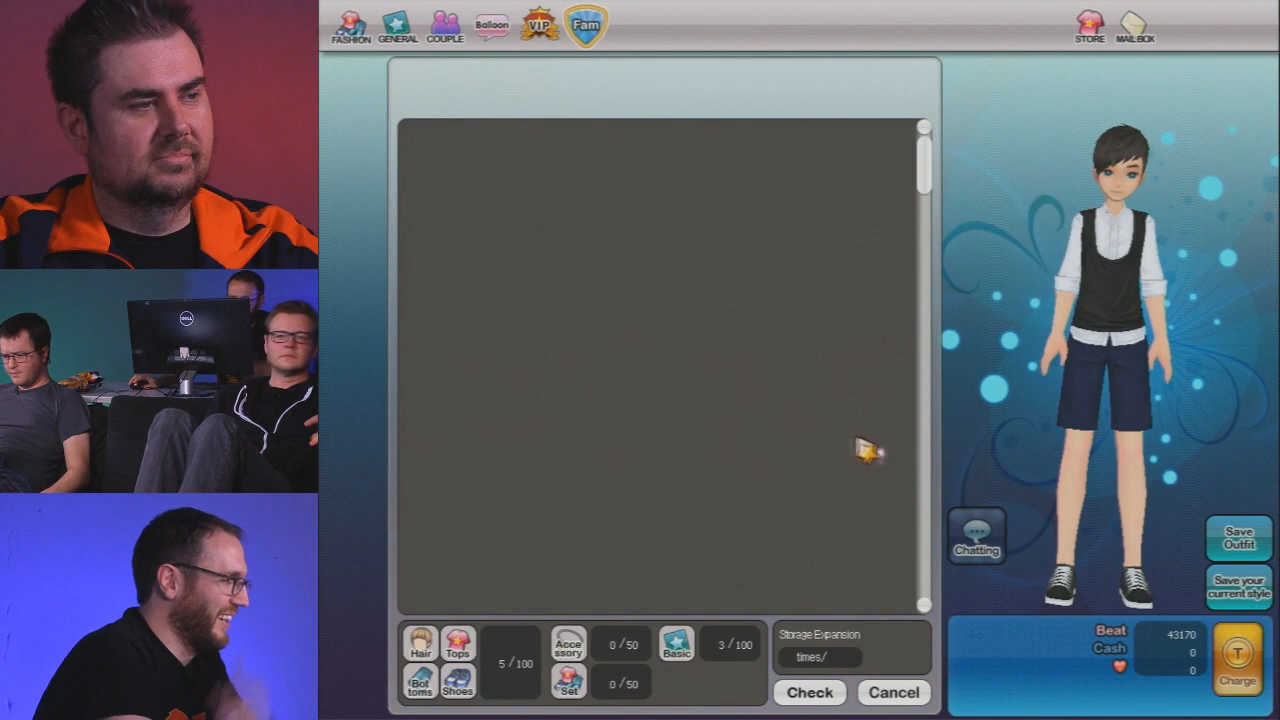 FASHION
GENERAL
COUPLE
Balloon
VIP
Fam
STORE
MAIL BOX
DELL
Chatting
Save
Outfit
Save your
current style
Hair
Tops
Bot
toms
Shoes
5 / 100
Acce
ssory
0 / 50
Set
0 / 50
Basic
3 / 100
Storage Expansion
times/
Check
Cancel
Beat
43170
Cash
0
0
T
Charge